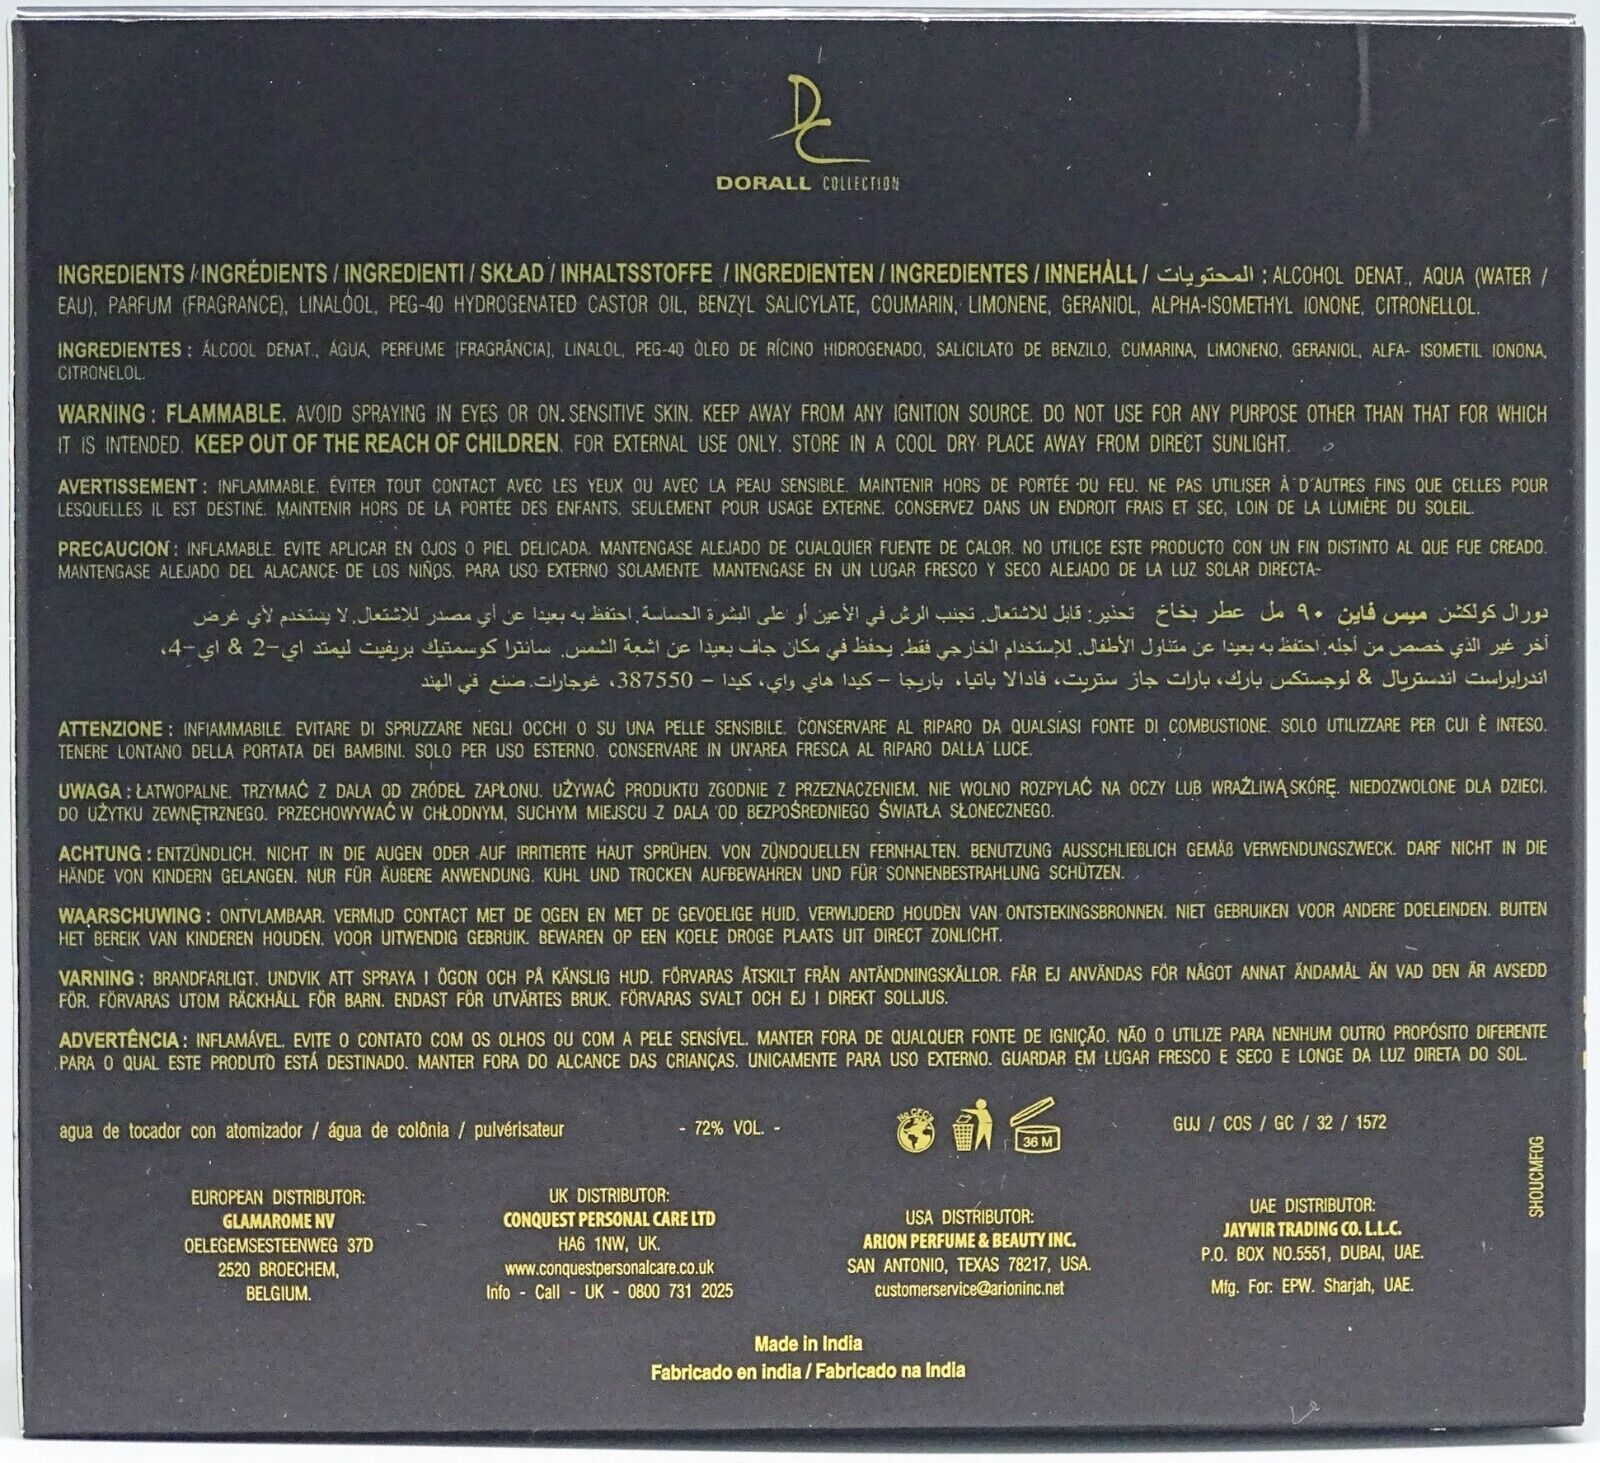 DC
DORALL COLLECTION
INGREDIENTS / INGRÉDIENTS / INGREDIENTI / SKŁAD / INHALTSSTOFFE / INGREDIENTEN / INGREDIENTES / INNEHÅLL / المحتويات : ALCOHOL DENAT., AQUA (WATER /
EAU), PARFUM (FRAGRANCE), LINALOOL, PEG-40 HYDROGENATED CASTOR OIL, BENZYL SALICYLATE, COUMARIN, LIMONENE, GERANIOL, ALPHA-ISOMETHYL IONONE, CITRONELLOL.
INGREDIENTES : ÁLCOOL DENAT., ÁGUA, PERFUME (FRAGRÂNCIA), LINALOL, PEG-40 ÓLEO DE RÍCINO HIDROGENADO, SALICILATO DE BENZILO, CUMARINA, LIMONENO, GERANIOL, ALFA- ISOMETIL IONONA,
CITRONELOL.
WARNING : FLAMMABLE. AVOID SPRAYING IN EYES OR ON SENSITIVE SKIN. KEEP AWAY FROM ANY IGNITION SOURCE. DO NOT USE FOR ANY PURPOSE OTHER THAN THAT FOR WHICH
IT IS INTENDED. KEEP OUT OF THE REACH OF CHILDREN. FOR EXTERNAL USE ONLY. STORE IN A COOL DRY PLACE AWAY FROM DIRECT SUNLIGHT.
AVERTISSEMENT : INFLAMMABLE. ÉVITER TOUT CONTACT AVEC LES YEUX OU AVEC LA PEAU SENSIBLE. MAINTENIR HORS DE PORTÉE DU FEU. NE PAS UTILISER À D'AUTRES FINS QUE CELLES POUR
LESQUELLES IL EST DESTINÉ. MAINTENIR HORS DE LA PORTÉE DES ENFANTS. SEULEMENT POUR USAGE EXTERNE. CONSERVEZ DANS UN ENDROIT FRAIS ET SEC, LOIN DE LA LUMIÈRE DU SOLEIL.
PRECAUCION : INFLAMABLE. EVITE APLICAR EN OJOS O PIEL DELICADA. MANTENGASE ALEJADO DE CUALQUIER FUENTE DE CALOR. NO UTILICE ESTE PRODUCTO CON UN FIN DISTINTO AL QUE FUE CREADO.
MANTENGASE ALEJADO DEL ALACANCE DE LOS NIÑOS. PARA USO EXTERNO SOLAMENTE. MANTENGASE EN UN LUGAR FRESCO Y SECO ALEJADO DE LA LUZ SOLAR DIRECTA.
دورال كولكشن ميس فاين ٩٠ مل عطر بخاخ تحذير: قابل للاشتعال. تجنب الرش في الأعين أو على البشرة الحساسة. احتفظ به بعيدا عن أي مصدر للاشتعال. لا يستخدم لأي غرض
آخر غير الذي خصص من أجله. احتفظ به بعيدا عن متناول الأطفال. للإستخدام الخارجي فقط. يحفظ في مكان جاف بعيدا عن اشعة الشمس. سانترا كوسمتيك بريفيت ليمتد اي-2 & اي-4،
اندرابراست اندستريال & لوجستكس بارك، بارات جاز ستريت، فادالا باتيا، باريجا - كيدا هاي واي، كيدا - 387550، غوجارات. صنع في الهند
ATTENZIONE : INFIAMMABILE. EVITARE DI SPRUZZARE NEGLI OCCHI O SU UNA PELLE SENSIBILE. CONSERVARE AL RIPARO DA QUALSIASI FONTE DI COMBUSTIONE. SOLO UTILIZZARE PER CUI È INTESO.
TENERE LONTANO DELLA PORTATA DEI BAMBINI. SOLO PER USO ESTERNO. CONSERVARE IN UN'AREA FRESCA AL RIPARO DALLA LUCE.
UWAGA : ŁATWOPALNE. TRZYMAĆ Z DALA OD ZRÓDEŁ ZAPŁONU. UŻYWAĆ PRODUKTU ZGODNIE Z PRZEZNACZENIEM. NIE WOLNO ROZPYLAĆ NA OCZY LUB WRAŻLIWĄ SKÓRĘ. NIEDOZWOLONE DLA DZIECI.
DO UŻYTKU ZEWNĘTRZNEGO. PRZECHOWYWAĆ W CHŁODNYM, SUCHYM MIEJSCU Z DALA OD BEZPOŚREDNIEGO ŚWIATŁA SŁONECZNEGO.
ACHTUNG : ENTZÜNDLICH. NICHT IN DIE AUGEN ODER AUF IRRITIERTE HAUT SPRÜHEN. VON ZÜNDQUELLEN FERNHALTEN. BENUTZUNG AUSSCHLIEßLICH GEMÄß VERWENDUNGSZWECK. DARF NICHT IN DIE
HÄNDE VON KINDERN GELANGEN. NUR FÜR ÄUßERE ANWENDUNG. KUHL UND TROCKEN AUFBEWAHREN UND FÜR SONNENBESTRAHLUNG SCHÜTZEN.
WAARSCHUWING : ONTVLAMBAAR. VERMIJD CONTACT MET DE OGEN EN MET DE GEVOELIGE HUID. VERWIJDERD HOUDEN VAN ONTSTEKINGSBRONNEN. NIET GEBRUIKEN VOOR ANDERE DOELEINDEN. BUITEN
HET BEREIK VAN KINDEREN HOUDEN. VOOR UITWENDIG GEBRUIK. BEWAREN OP EEN KOELE DROGE PLAATS UIT DIRECT ZONLICHT.
VARNING : BRANDFARLIGT. UNDVIK ATT SPRAYA I ÖGON OCH PÅ KÄNSLIG HUD. FÖRVARAS ÅTSKILT FRÅN ANTÄNDNINGSKÄLLOR. FÅR EJ ANVÄNDAS FÖR NÅGOT ANNAT ÄNDAMÅL ÄN VAD DEN ÄR AVSEDD
FÖR. FÖRVARAS UTOM RÄCKHÅLL FÖR BARN. ENDAST FÖR UTVÄRTES BRUK. FÖRVARAS SVALT OCH EJ I DIREKT SOLLJUS.
ADVERTÊNCIA : INFLAMÁVEL. EVITE O CONTATO COM OS OLHOS OU COM A PELE SENSÍVEL. MANTER FORA DE QUALQUER FONTE DE IGNIÇÃO. NÃO O UTILIZE PARA NENHUM OUTRO PROPÓSITO DIFERENTE
PARA O QUAL ESTE PRODUTO ESTÁ DESTINADO. MANTER FORA DO ALCANCE DAS CRIANÇAS. UNICAMENTE PARA USO EXTERNO. GUARDAR EM LUGAR FRESCO E SECO E LONGE DA LUZ DIRETA DO SOL.
agua de tocador con atomizador / água de colônia / pulvérisateur
- 72% VOL. -
No CFCs
36 M
GUJ / COS / GC / 32 / 1572
SHOUCMF0G
EUROPEAN DISTRIBUTOR:
GLAMAROME NV
OELEGEMSESTEENWEG 37D
2520 BROECHEM,
BELGIUM.
UK DISTRIBUTOR:
CONQUEST PERSONAL CARE LTD
HA6 1NW, UK.
www.conquestpersonalcare.co.uk
Info - Call - UK - 0800 731 2025
USA DISTRIBUTOR:
ARION PERFUME & BEAUTY INC.
SAN ANTONIO, TEXAS 78217, USA.
customerservice@arioninc.net
UAE DISTRIBUTOR:
JAYWIR TRADING CO. L.L.C.
P.O. BOX NO.5551, DUBAI, UAE.
Mfg. For: EPW. Sharjah, UAE.
Made in India
Fabricado en india / Fabricado na India